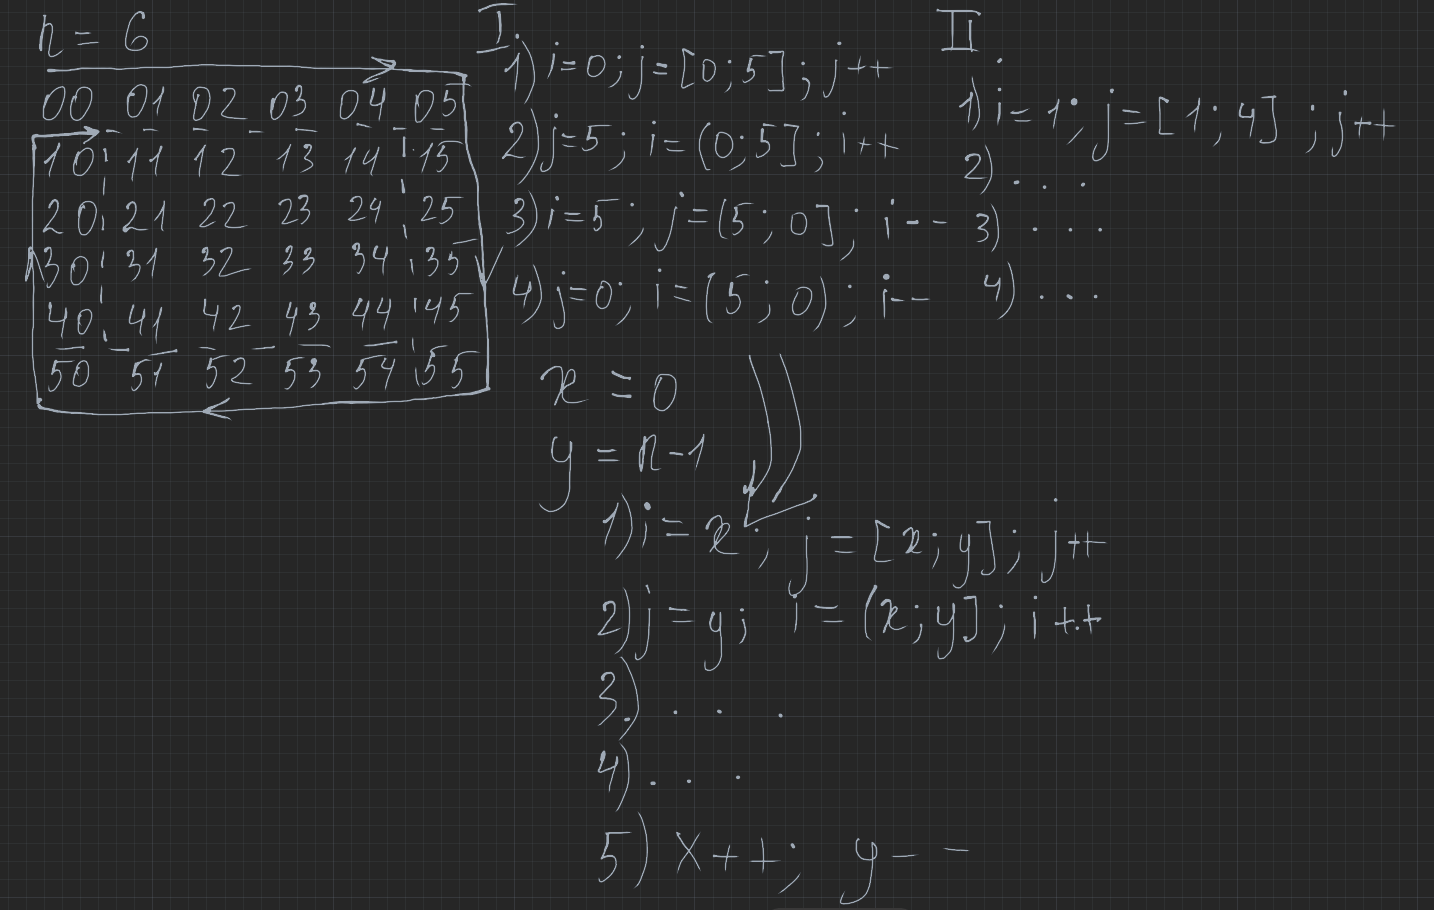 n = 6
00 01 02 03 04 05
10 11 12 13 14 15
20 21 22 23 24 25
30 31 32 33 34 35
40 41 42 43 44 45
50 51 52 53 54 55
I.
1) i=0; j=[0;5]; j++
2) j=5; i=(0;5]; i++
3) i=5; j=(5;0]; i--
4) j=0; i=(5;0); i--
II
1) i=1; j=[1;4]; j++
2) . . .
3) . . .
4) . . .
x = 0
y = n-1
1) i = x; j = [x;y]; j++
2) j = y; i = (x;y]; i++
3) . . .
4) . . .
5) x++; y--